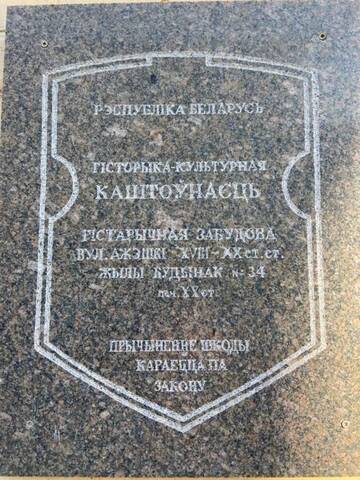 РЭСПУБЛІКА БЕЛАРУСЬ
ГІСТОРЫКА-КУЛЬТУРНАЯ
КАШТОЎНАСЦЬ
ГІСТАРЫЧНАЯ ЗАБУДОВА
ВУЛ. АЖЭШКІ XVIII-XX ст. ст.
ЖЫЛЫ БУДЫНАК № 34
пач. XX ст.
ПРЫЧЫНЕННЕ ШКОДЫ
КАРАЕЦЦА ПА
ЗАКОНУ